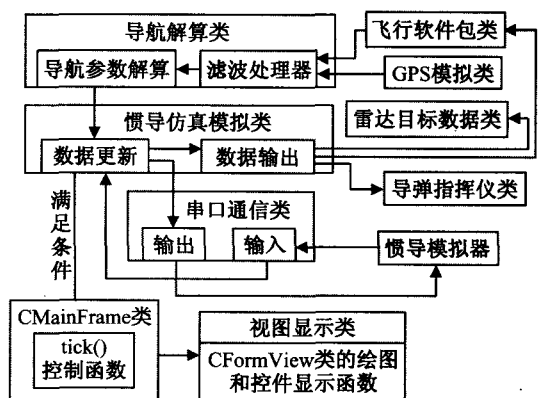 导航解算类
飞行软件包类
导航参数解算
滤波处理器
GPS模拟类
惯导仿真模拟类
雷达目标数据类
数据更新
数据输出
导弹指挥仪类
满足条件
串口通信类
输出
输入
惯导模拟器
CMainFrame类
tick()
控制函数
视图显示类
CFormView类的绘图
和控件显示函数